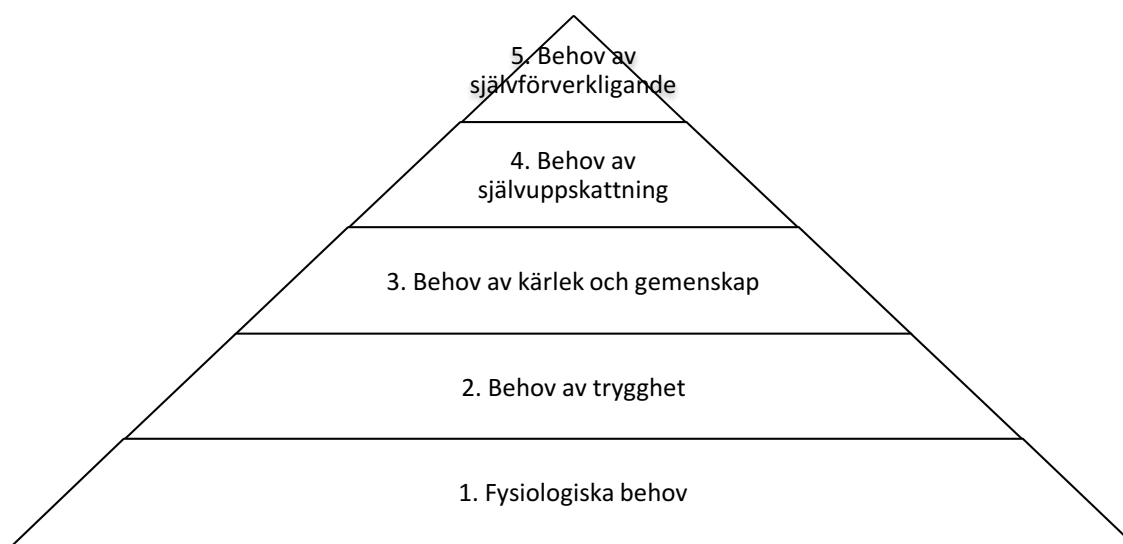 5. Behov av
självförverkligande
4. Behov av
självuppskattning
3. Behov av kärlek och gemenskap
2. Behov av trygghet
1. Fysiologiska behov